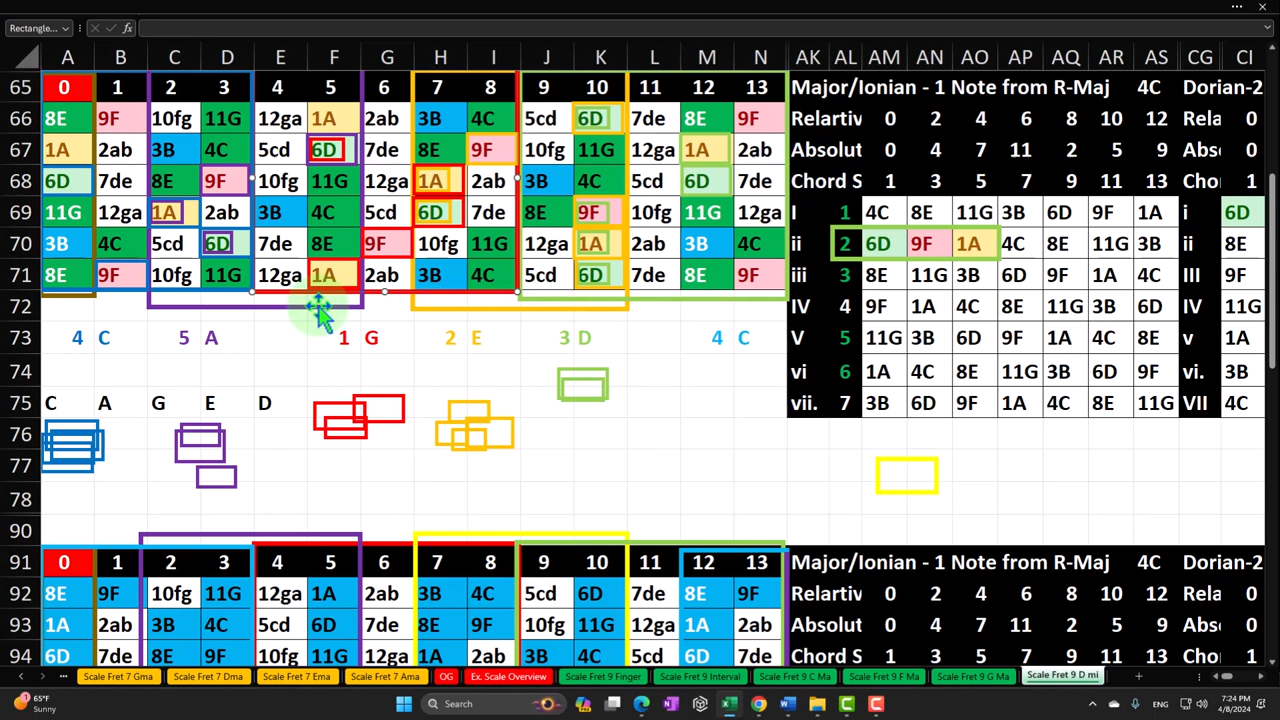 Rectangle...
fx
A B C D E F G H I J K L M N AK AL AM AN AO AP AQ AR AS CG CI
65 0 1 2 3 4 5 6 7 8 9 10 11 12 13 Major/Ionian - 1 Note from R-Maj 4C Dorian-2
66 8E 9F 10fg 11G 12ga 1A 2ab 3B 4C 5cd 6D 7de 8E 9F Relartiv 0 2 4 6 8 10 12 Rela 0
67 1A 2ab 3B 4C 5cd 6D 7de 8E 9F 10fg 11G 12ga 1A 2ab Absolut 0 4 7 11 2 5 9 Abso 0
68 6D 7de 8E 9F 10fg 11G 12ga 1A 2ab 3B 4C 5cd 6D 7de Chord S 1 3 5 7 9 11 13 Chor 1
69 11G 12ga 1A 2ab 3B 4C 5cd 6D 7de 8E 9F 10fg 11G 12ga I 1 4C 8E 11G 3B 6D 9F 1A i 6D
70 3B 4C 5cd 6D 7de 8E 9F 10fg 11G 12ga 1A 2ab 3B 4C ii 2 6D 9F 1A 4C 8E 11G 3B ii 8E
71 8E 9F 10fg 11G 12ga 1A 2ab 3B 4C 5cd 6D 7de 8E 9F iii 3 8E 11G 3B 6D 9F 1A 4C III 9F
72 IV 4 9F 1A 4C 8E 11G 3B 6D IV 11G
73 4 C 5 A 1 G 2 E 3 D 4 C V 5 11G 3B 6D 9F 1A 4C 8E v 1A
74 vi 6 1A 4C 8E 11G 3B 6D 9F vi. 3B
75 C A G E D vii. 7 3B 6D 9F 1A 4C 8E 11G VII 4C
76
77
78
90
91 0 1 2 3 4 5 6 7 8 9 10 11 12 13 Major/Ionian - 1 Note from R-Maj 4C Dorian-2
92 8E 9F 10fg 11G 12ga 1A 2ab 3B 4C 5cd 6D 7de 8E 9F Relartiv 0 2 4 6 8 10 12 Rela 0
93 1A 2ab 3B 4C 5cd 6D 7de 8E 9F 10fg 11G 12ga 1A 2ab Absolut 0 4 7 11 2 5 9 Abso 0
94 6D 7de 8E 9F 10fg 11G 12ga 1A 2ab 3B 4C 5cd 6D 7de Chord S 1 3 5 7 9 11 13 Chor 1
... Scale Fret 7 Gma Scale Fret 7 Dma Scale Fret 7 Ema Scale Fret 7 Ama OG Ex. Scale Overview Scale Fret 9 Finger Scale Fret 9 Interval Scale Fret 9 C Ma Scale Fret 9 F Ma Scale Fret 9 G Ma Scale Fret 9 D mi
65°F
Sunny
Search
7:24 PM
4/8/2024